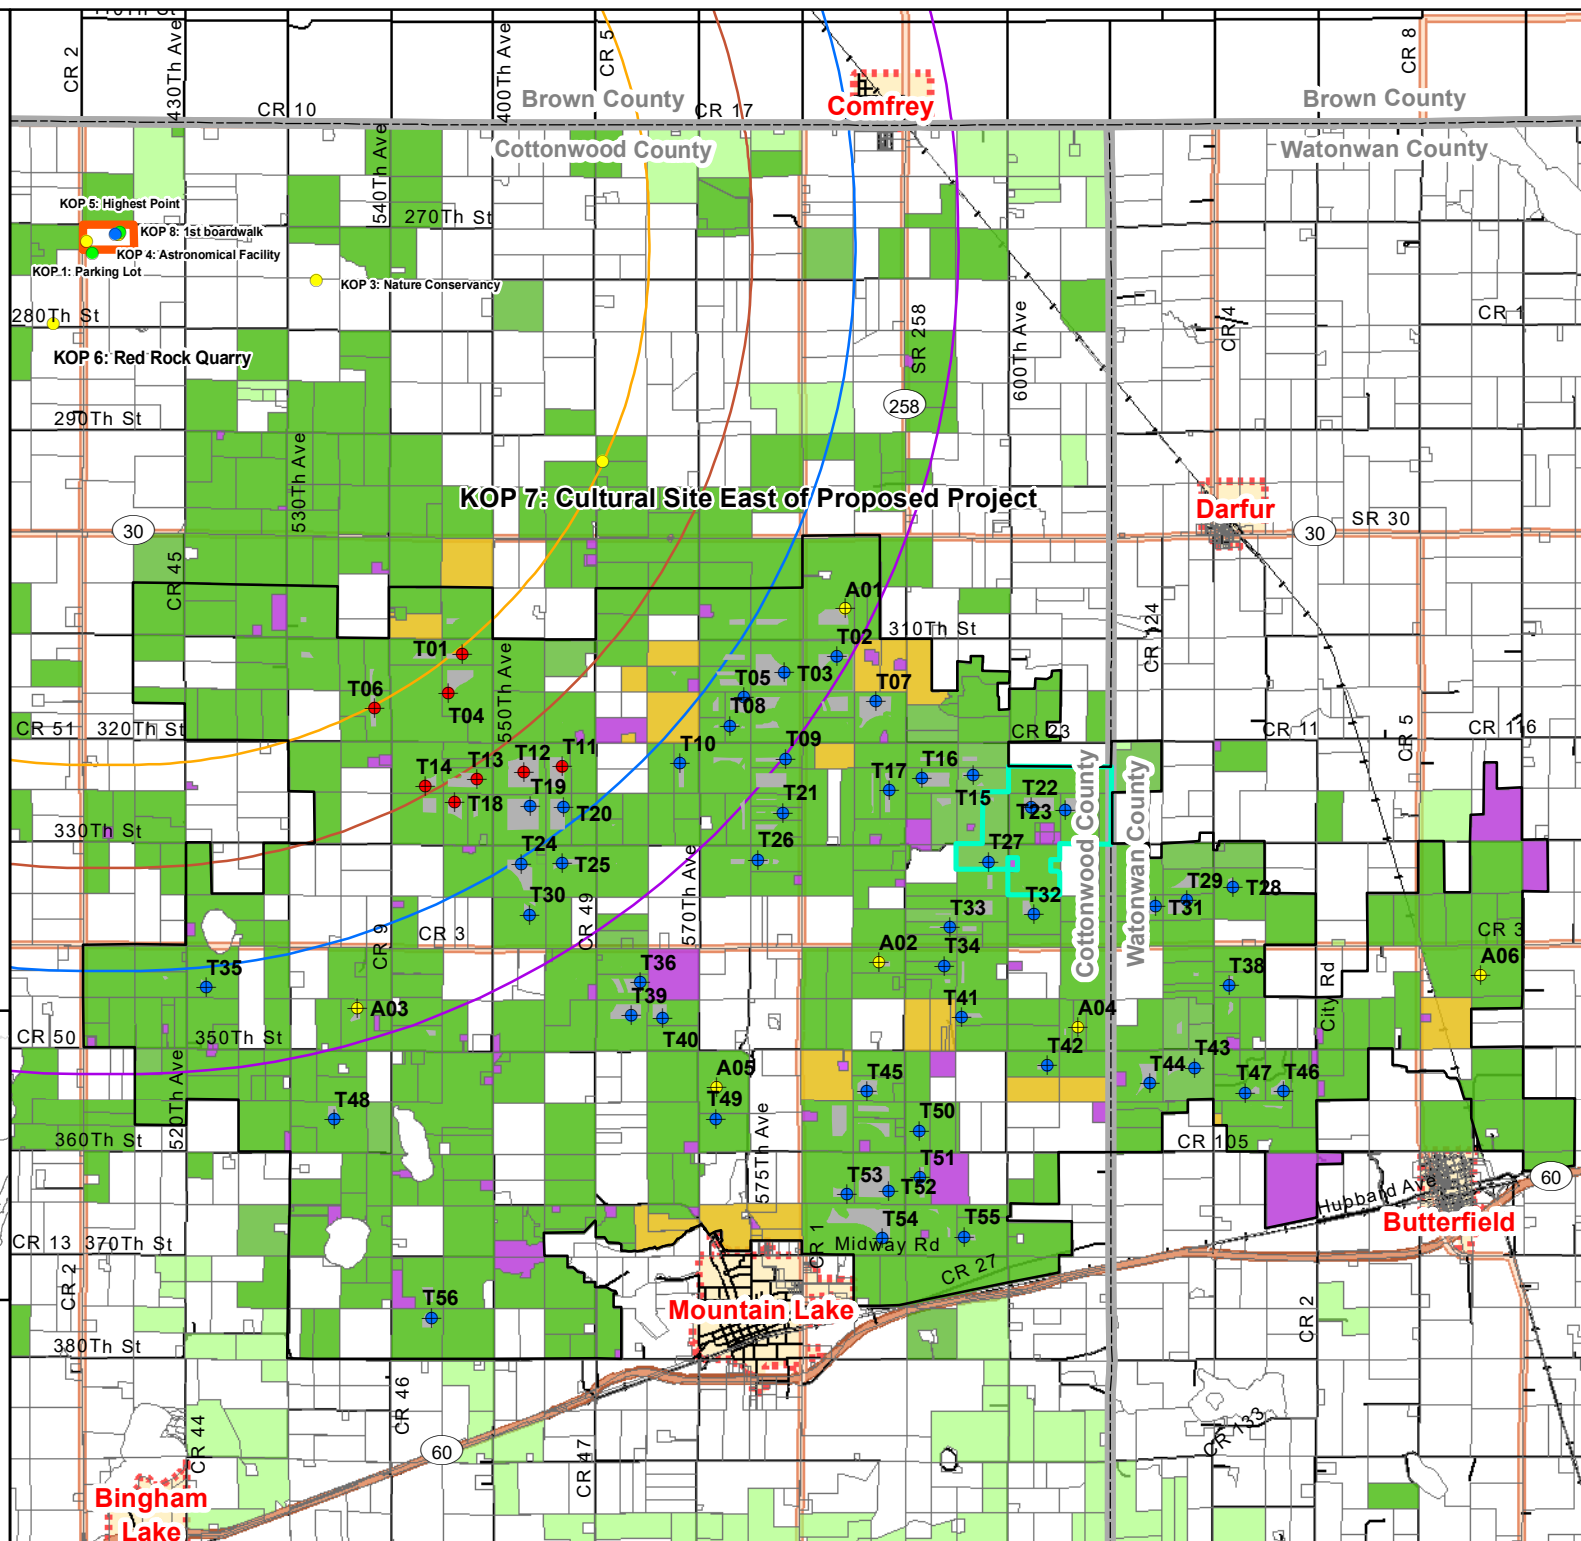 CR 2
430Th Ave
CR 5
400Th Ave
CR 8
CR 10
Brown County
CR 17
Comfrey
Brown County
540Th Ave
Cottonwood County
Watonwan County
KOP 5: Highest Point
270Th St
KOP 8: 1st boardwalk
KOP 4: Astronomical Facility
KOP 1: Parking Lot
KOP 3: Nature Conservancy
280Th St
SR 258
600Th Ave
CR 4
CR 1
KOP 6: Red Rock Quarry
258
290Th St
530Th Ave
KOP 7: Cultural Site East of Proposed Project
Darfur
30
SR 30
30
CR 45
A01
CR 124
310Th St
T01
T02
T03
T06
T04
550Th Ave
T05
T07
T08
CR 51
320Th St
CR 23
CR 11
CR 5
CR 116
T14
T13
T12
T11
T10
T09
T17
T16
T15
T22
T23
Cottonwood County
Watonwan County
T18
T19
T20
T21
330Th St
T24
T25
T26
T27
570Th Ave
T29
T28
T31
T30
CR 49
T32
T33
CR 9
CR 3
CR 3
T35
T36
A02
T34
T38
City Rd
A06
A03
T39
T40
T41
A04
CR 50
350Th St
520Th Ave
A05
T42
T44
T43
T45
T47
T46
T48
T49
575Th Ave
T50
360Th St
CR 105
T53
T51
T52
60
Hubbard Ave
Butterfield
CR 13
370Th St
CR 1
T54
T55
Midway Rd
CR 27
CR 2
T56
Mountain Lake
CR 2
380Th St
CR 46
CR 44
60
CR 47
CR 133
Bingham
Lake